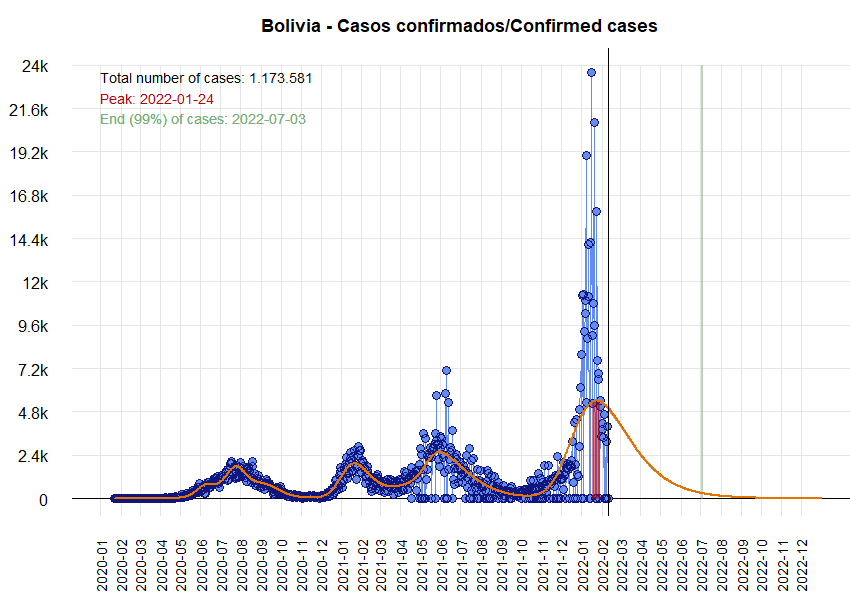 Bolivia - Casos confirmados/Confirmed cases
24k
21.6k
19.2k
16.8k
14.4k
12k
9.6k
7.2k
4.8k
2.4k
0
Total number of cases: 1.173.581
Peak: 2022-01-24
End (99%) of cases: 2022-07-03
2020-01
2020-02
2020-03
2020-04
2020-05
2020-06
2020-07
2020-08
2020-09
2020-10
2020-11
2020-12
2021-01
2021-02
2021-03
2021-04
2021-05
2021-06
2021-07
2021-08
2021-09
2021-10
2021-11
2021-12
2022-01
2022-02
2022-03
2022-04
2022-05
2022-06
2022-07
2022-08
2022-09
2022-10
2022-11
2022-12